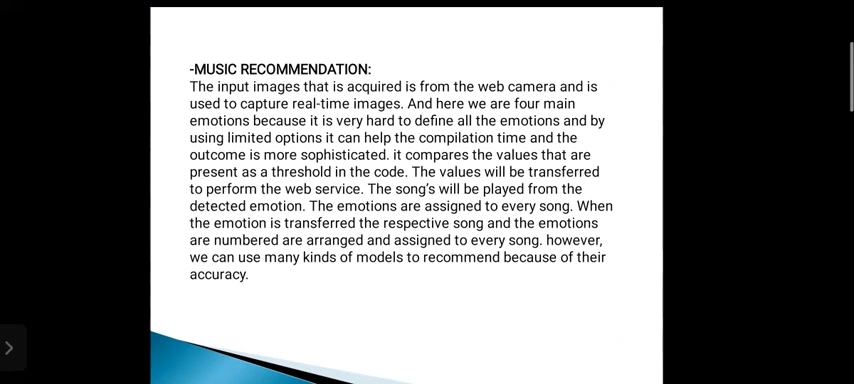 -MUSIC RECOMMENDATION:
The input images that is acquired is from the web camera and is
used to capture real-time images. And here we are four main
emotions because it is very hard to define all the emotions and by
using limited options it can help the compilation time and the
outcome is more sophisticated. it compares the values that are
present as a threshold in the code. The values will be transferred
to perform the web service. The song's will be played from the
detected emotion. The emotions are assigned to every song. When
the emotion is transferred the respective song and the emotions
are numbered are arranged and assigned to every song. however,
we can use many kinds of models to recommend because of their
accuracy.